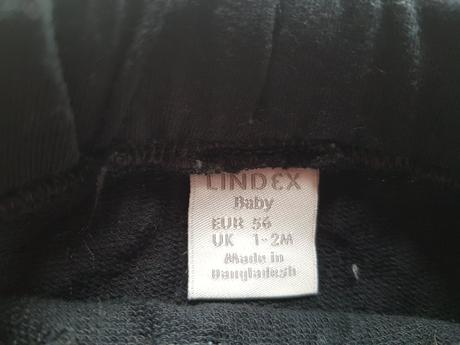 LINDEX
Baby
EUR 56
UK 1-2M
Made in
Bangladesh